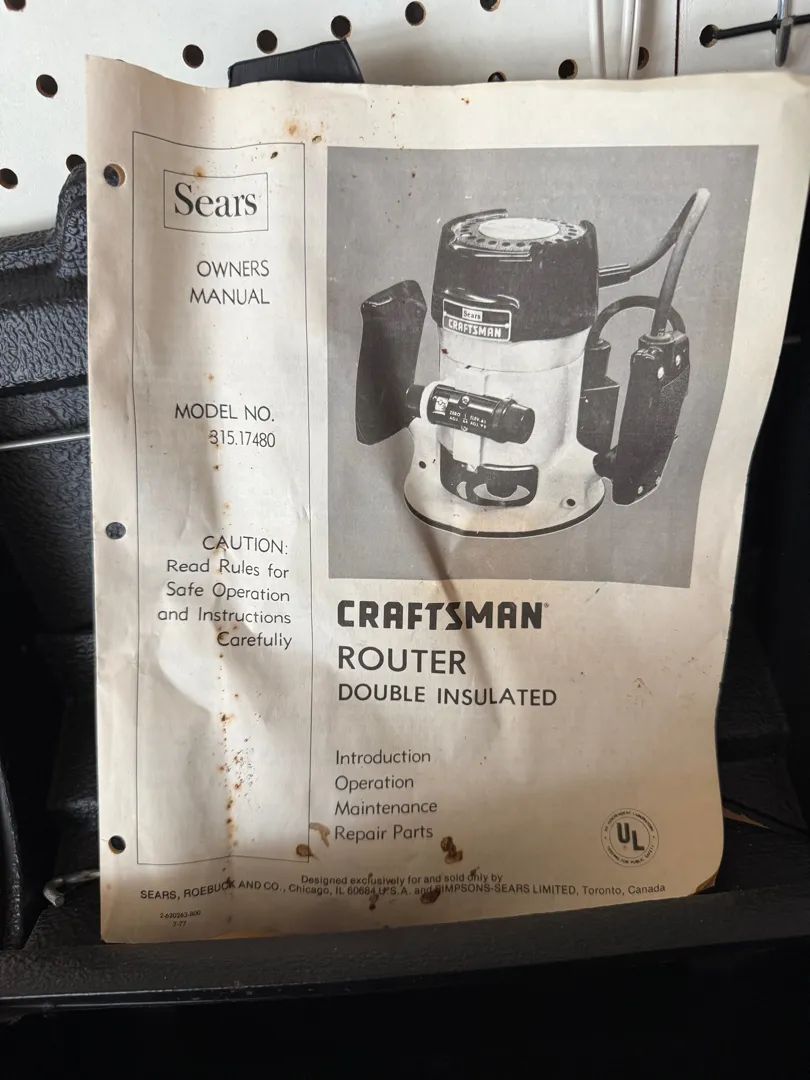 Sears
OWNERS
MANUAL
MODEL NO.
315.17480
CAUTION:
Read Rules for
Safe Operation
and Instructions
Carefully
Sears
CRAFTSMAN
CRAFTSMAN®
ROUTER
DOUBLE INSULATED
Introduction
Operation
Maintenance
Repair Parts
UL
Designed exclusively for and sold only by
SEARS, ROEBUCK AND CO., Chicago, IL 60684 U.S.A. and SIMPSONS-SEARS LIMITED, Toronto, Canada
7-77